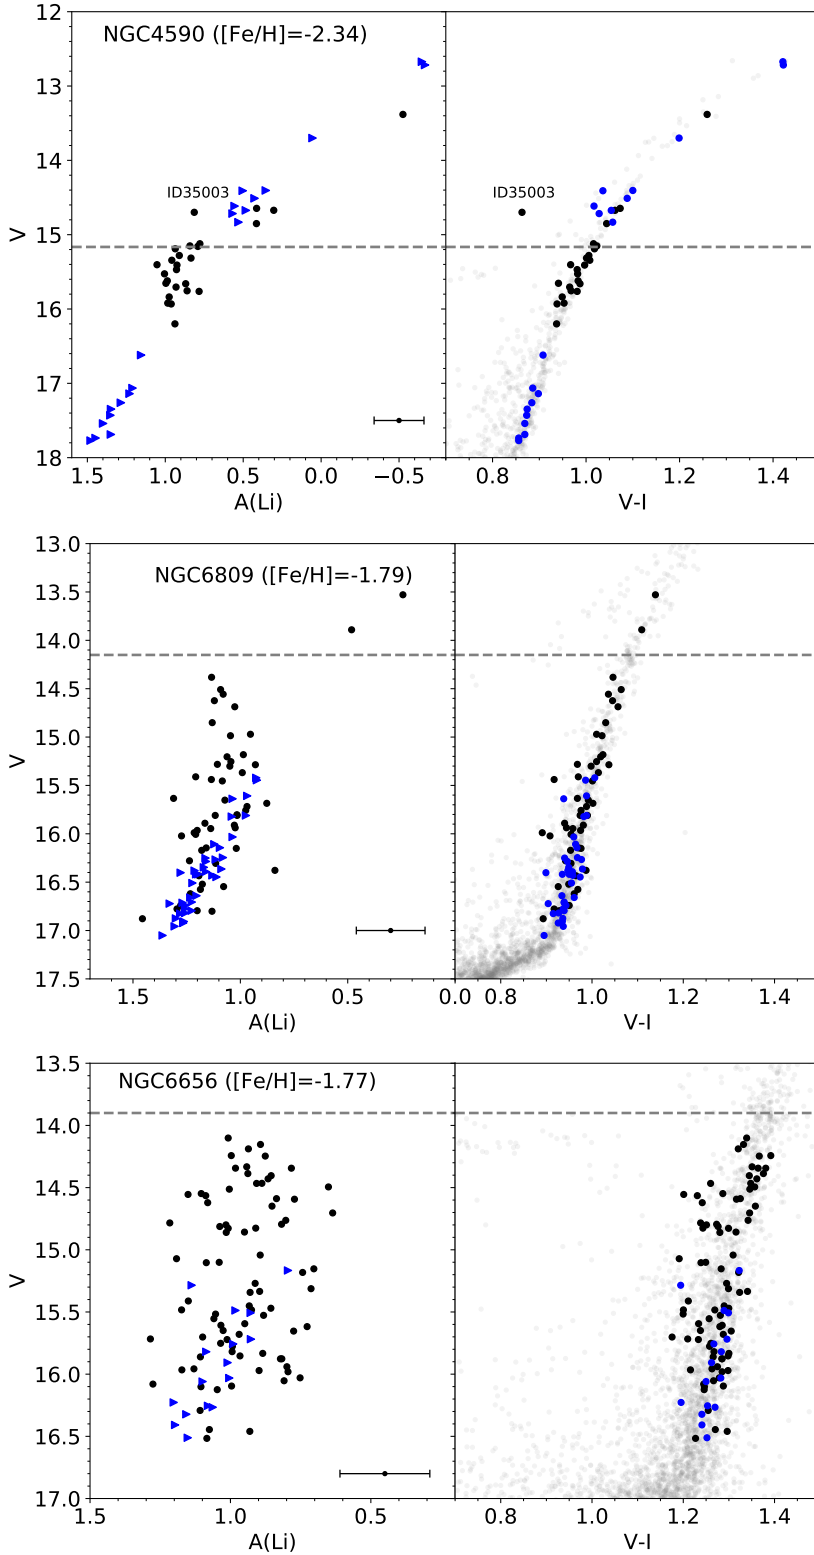 NGC4590 ([Fe/H]=-2.34)
12
13
14
15
16
17
18
V
ID35003
ID35003
1.5 1.0 0.5 0.0 −0.5
0.8 1.0 1.2 1.4
A(Li)
V-I
NGC6809 ([Fe/H]=-1.79)
13.0
13.5
14.0
14.5
15.0
15.5
16.0
16.5
17.0
17.5
V
1.5 1.0 0.5 0.0
0.8 1.0 1.2 1.4
A(Li)
V-I
NGC6656 ([Fe/H]=-1.77)
13.5
14.0
14.5
15.0
15.5
16.0
16.5
17.0
V
1.5 1.0 0.5
0.8 1.0 1.2 1.4
A(Li)
V-I